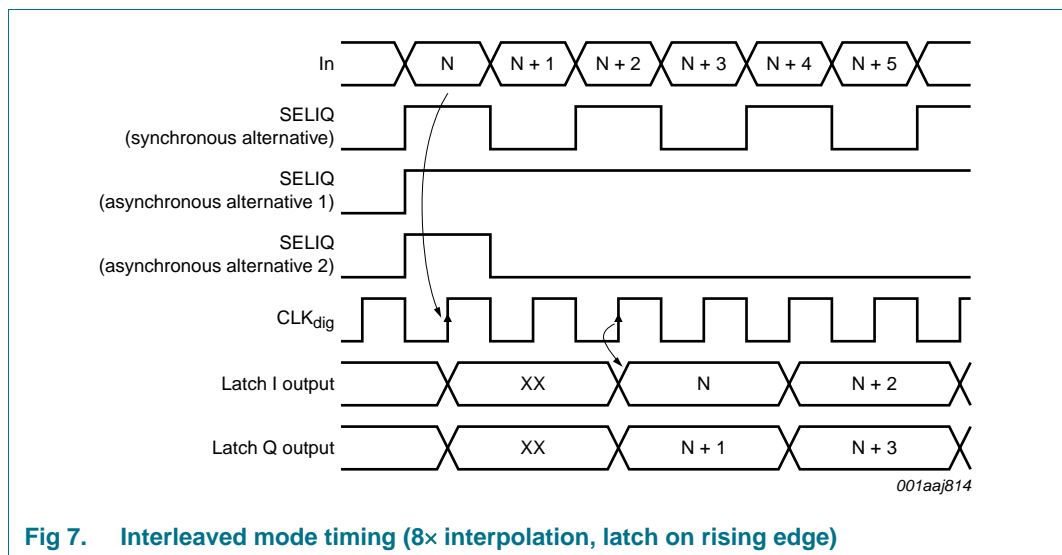 In N N + 1 N + 2 N + 3 N + 4 N + 5
SELIQ
(synchronous alternative)
SELIQ
(asynchronous alternative 1)
SELIQ
(asynchronous alternative 2)
CLKdig
Latch I output XX N N + 2
Latch Q output XX N + 1 N + 3
001aaj814
Fig 7. Interleaved mode timing (8× interpolation, latch on rising edge)